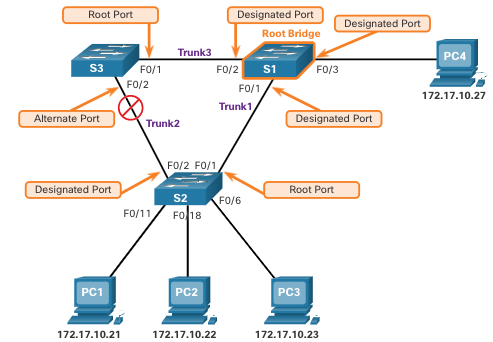 Root Port
Designated Port
Designated Port
Root Bridge
Trunk3
S3
F0/1
F0/2
S1
F0/3
PC4
F0/2
F0/1
172.17.10.27
Alternate Port
Trunk2
Trunk1
Designated Port
F0/2
F0/1
Designated Port
Root Port
S2
F0/11
F0/18
F0/6
PC1
PC2
PC3
172.17.10.21
172.17.10.22
172.17.10.23